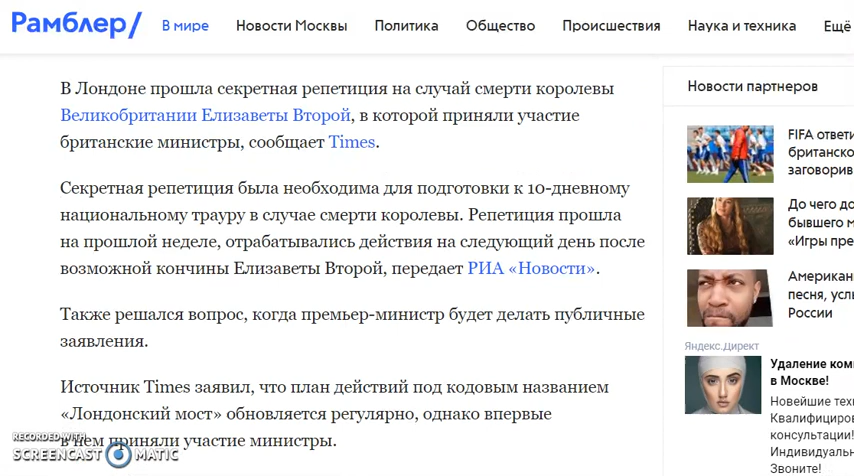 Рамблер/
В мире Новости Москвы Политика Общество Происшествия Наука и техника Ещё
В Лондоне прошла секретная репетиция на случай смерти королевы
Великобритании Елизаветы Второй, в которой приняли участие
британские министры, сообщает Times.
Секретная репетиция была необходима для подготовки к 10-дневному
национальному трауру в случае смерти королевы. Репетиция прошла
на прошлой неделе, отрабатывались действия на следующий день после
возможной кончины Елизаветы Второй, передает РИА «Новости».
Также решался вопрос, когда премьер-министр будет делать публичные
заявления.
Источник Times заявил, что план действий под кодовым названием
«Лондонский мост» обновляется регулярно, однако впервые
в нем приняли участие министры.
RECORDED WITH
SCREENCAST MATIC
Новости партнеров
FIFA ответи
британско
заговорив
До чего до
бывшего м
«Игры пре
Американ
песня, усль
России
Яндекс.Директ
Удаление ком
в Москве!
Новейшие техн
Квалифициров
консультации!
Индивидуальн
Звоните!